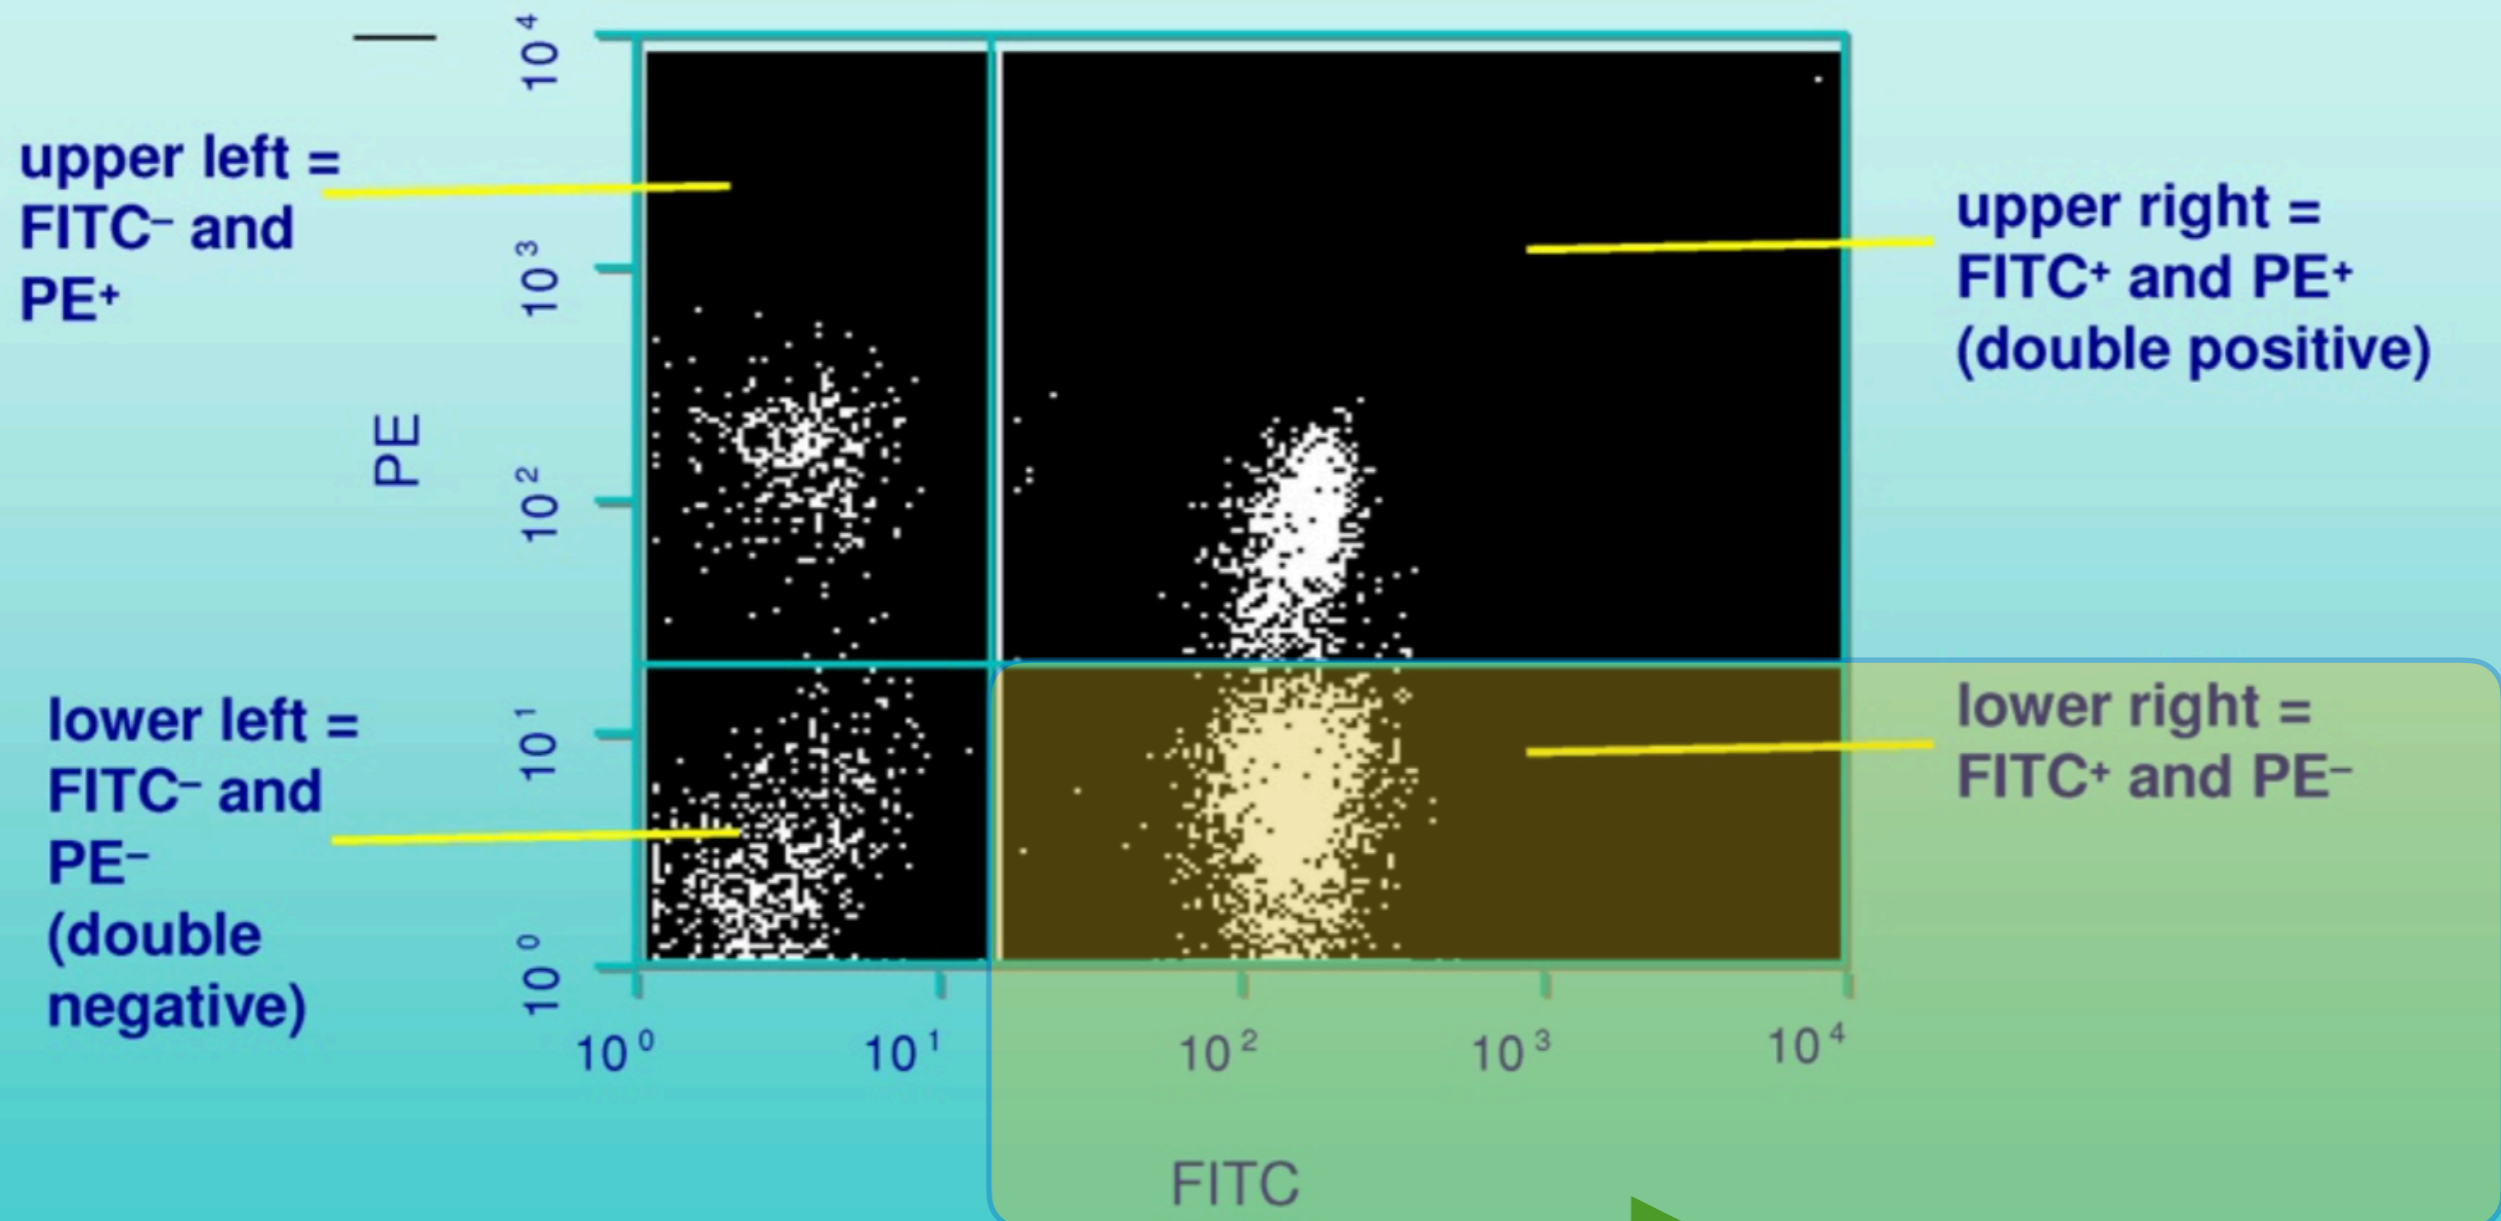 upper left =
FITC– and
PE+
upper right =
FITC+ and PE+
(double positive)
lower left =
FITC– and
PE–
(double
negative)
lower right =
FITC+ and PE–
PE
10⁴
10³
10²
10¹
10⁰
10⁰ 10¹ 10² 10³ 10⁴
FITC